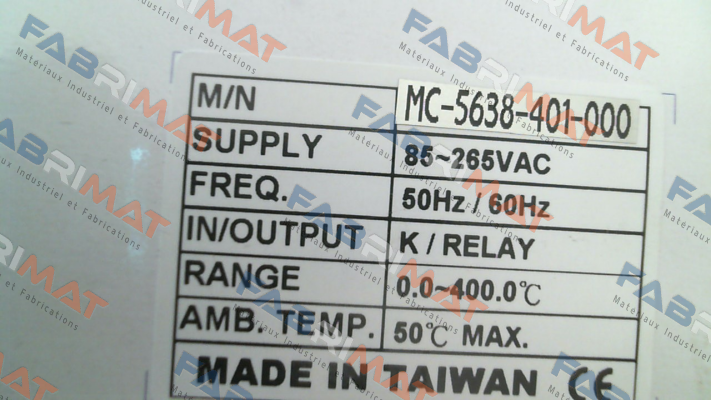 M/N MC-5638-401-000
SUPPLY 85~265VAC
FREQ. 50Hz / 60Hz
IN/OUTPUT K / RELAY
RANGE 0.0~400.0℃
AMB. TEMP. 50℃ MAX.
MADE IN TAIWAN CE
FABRIMAT
Matériaux Industriel et Fabrications